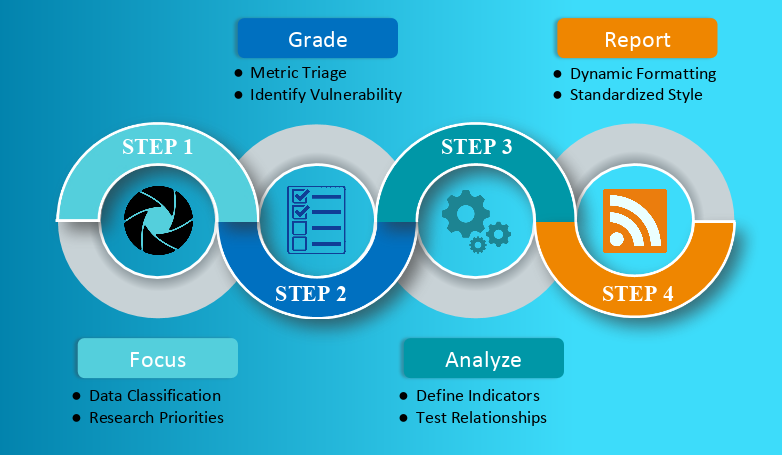 Grade
● Metric Triage
● Identify Vulnerability
Report
● Dynamic Formatting
● Standardized Style
STEP 1
STEP 3
STEP 2
STEP 4
Focus
● Data Classification
● Research Priorities
Analyze
● Define Indicators
● Test Relationships